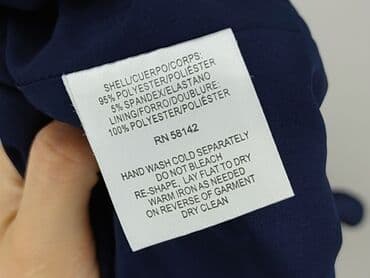 SHELL/CUERPO/CORPS:
95% POLYESTER/POLIÉSTER
5% SPANDEX/ELASTANO
LINING/FORRO/DOUBLURE:
100% POLYESTER/POLIÉSTER
RN 58142
HAND WASH COLD SEPARATELY
DO NOT BLEACH
RE-SHAPE, LAY FLAT TO DRY
WARM IRON AS NEEDED
ON REVERSE OF GARMENT
DRY CLEAN